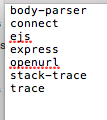 body-parser
connect
ejs
express
openurl
stack-trace
trace